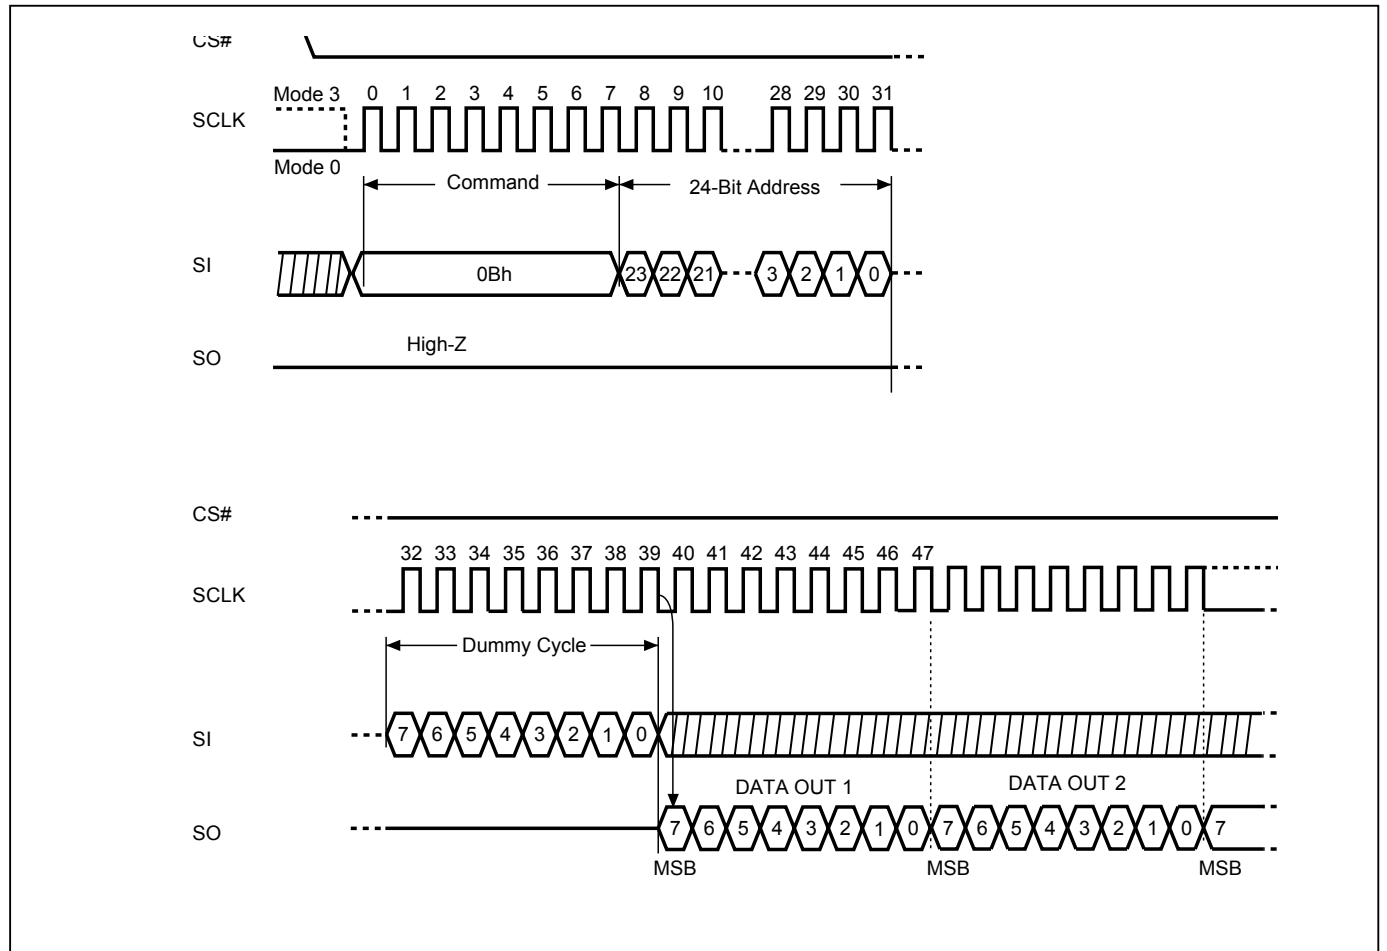 CS#
Mode 3 0 1 2 3 4 5 6 7 8 9 10 28 29 30 31
SCLK
Mode 0
Command 24-Bit Address
SI 0Bh 23 22 21 3 2 1 0
High-Z
SO
CS#
32 33 34 35 36 37 38 39 40 41 42 43 44 45 46 47
SCLK
Dummy Cycle
SI 7 6 5 4 3 2 1 0
DATA OUT 1 DATA OUT 2
SO 7 6 5 4 3 2 1 0 7 6 5 4 3 2 1 0 7
MSB MSB MSB